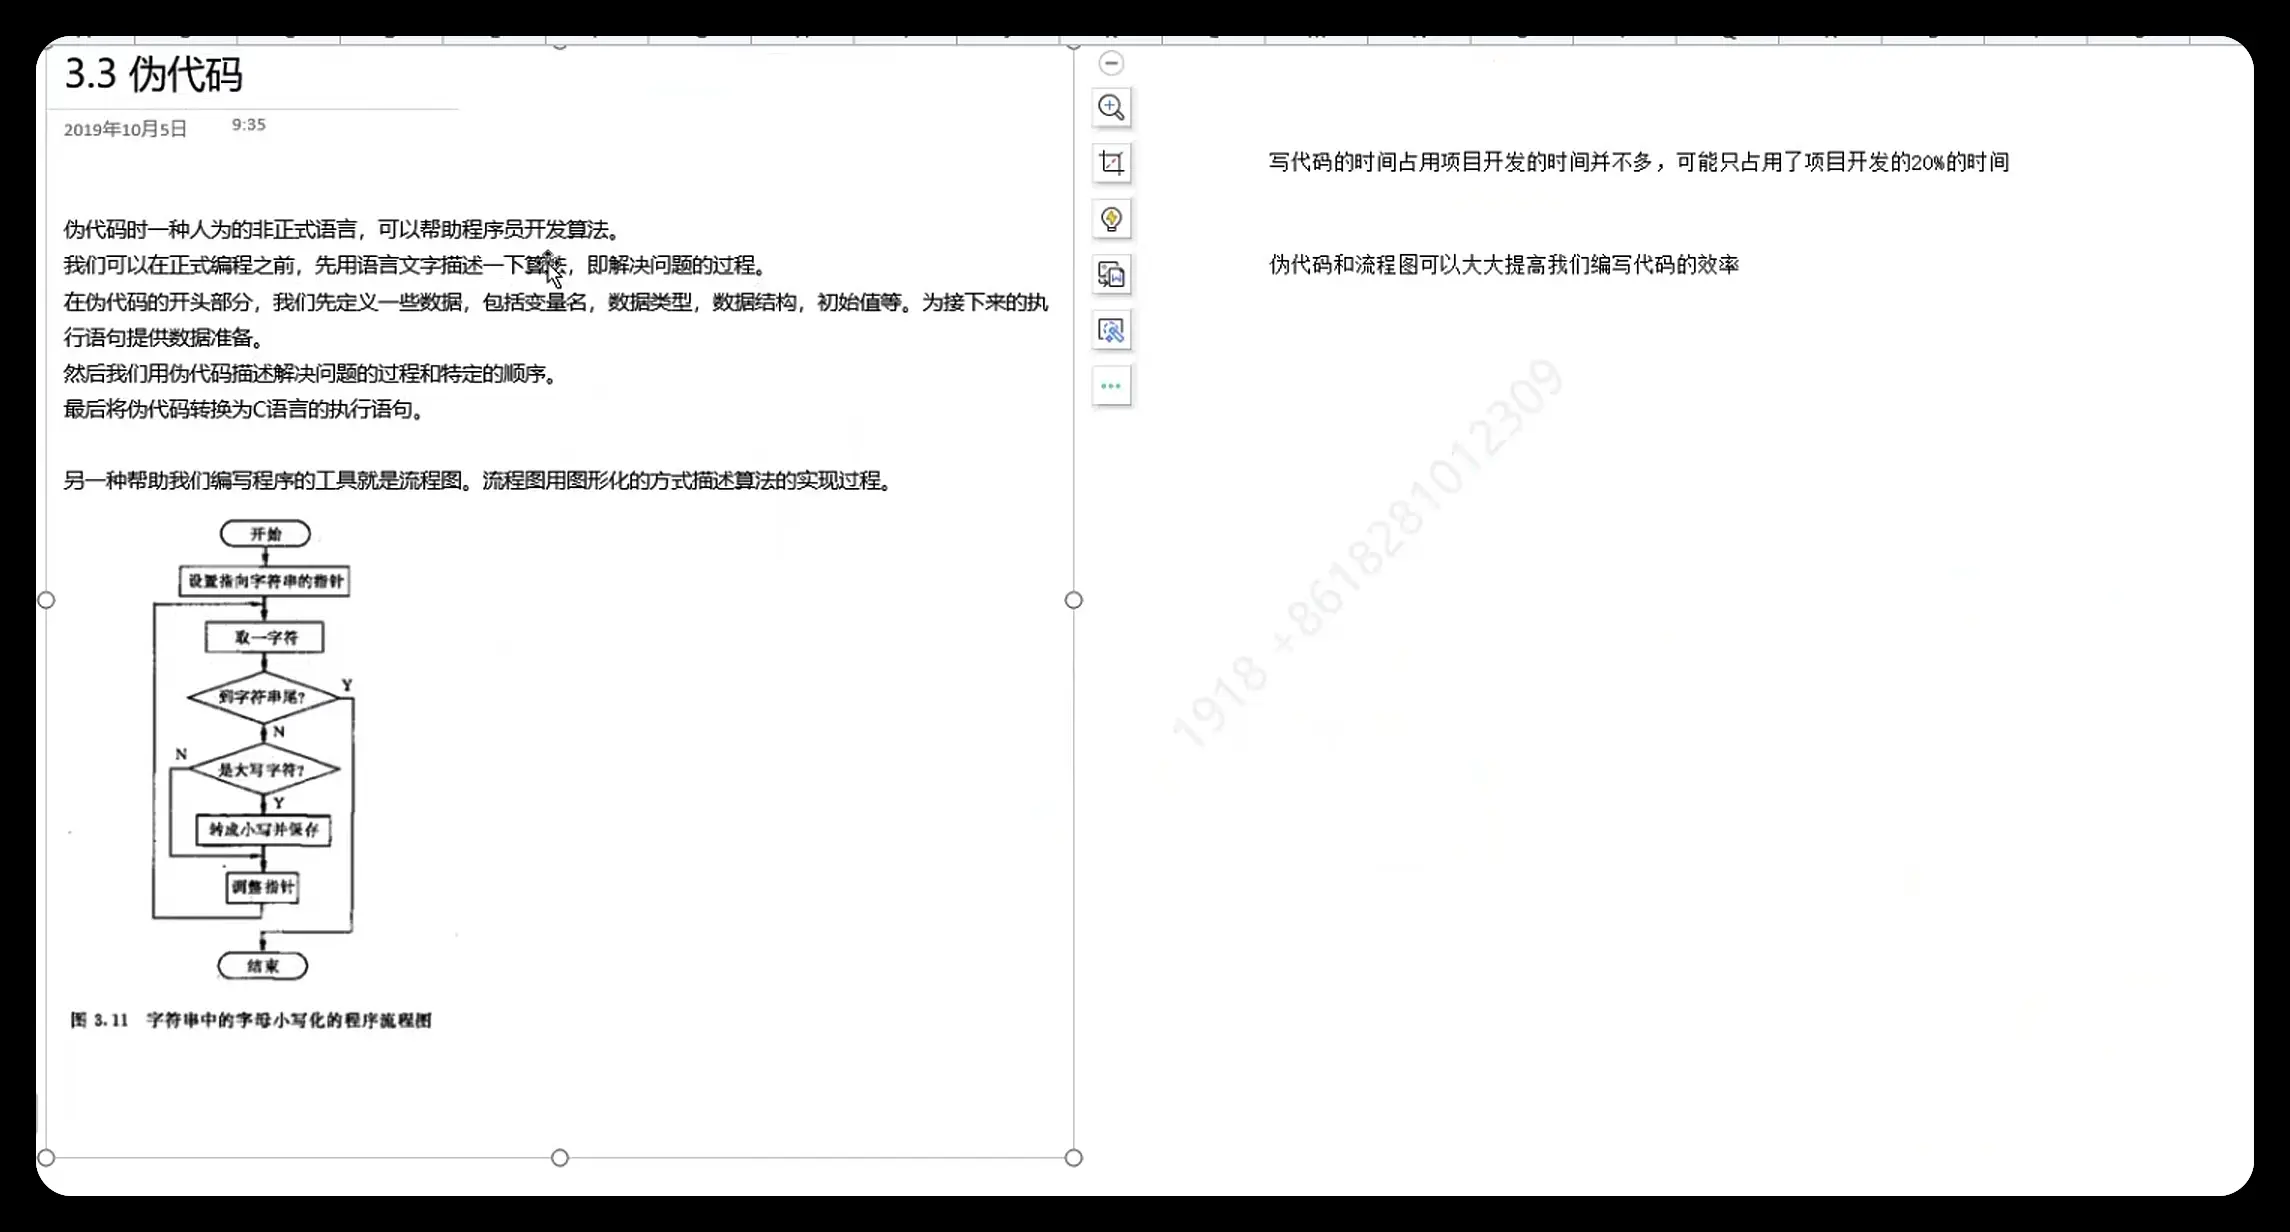 3.3 伪代码
2019年10月5日 9:35
伪代码时一种人为的非正式语言，可以帮助程序员开发算法。
我们可以在正式编程之前，先用语言文字描述一下算法，即解决问题的过程。
在伪代码的开头部分，我们先定义一些数据，包括变量名，数据类型，数据结构，初始值等。为接下来的执
行语句提供数据准备。
然后我们用伪代码描述解决问题的过程和特定的顺序。
最后将伪代码转换为C语言的执行语句。
另一种帮助我们编写程序的工具就是流程图。流程图用图形化的方式描述算法的实现过程。
开始
设置指向字符串的指针
取一字符
到字符串尾?
Y
N
是大写字符?
N
Y
转成小写并保存
调整指针
结束
图 3.11 字符串中的字母小写化的程序流程图
写代码的时间占用项目开发的时间并不多，可能只占用了项目开发的20%的时间
伪代码和流程图可以大大提高我们编写代码的效率
1918 +8618281012309